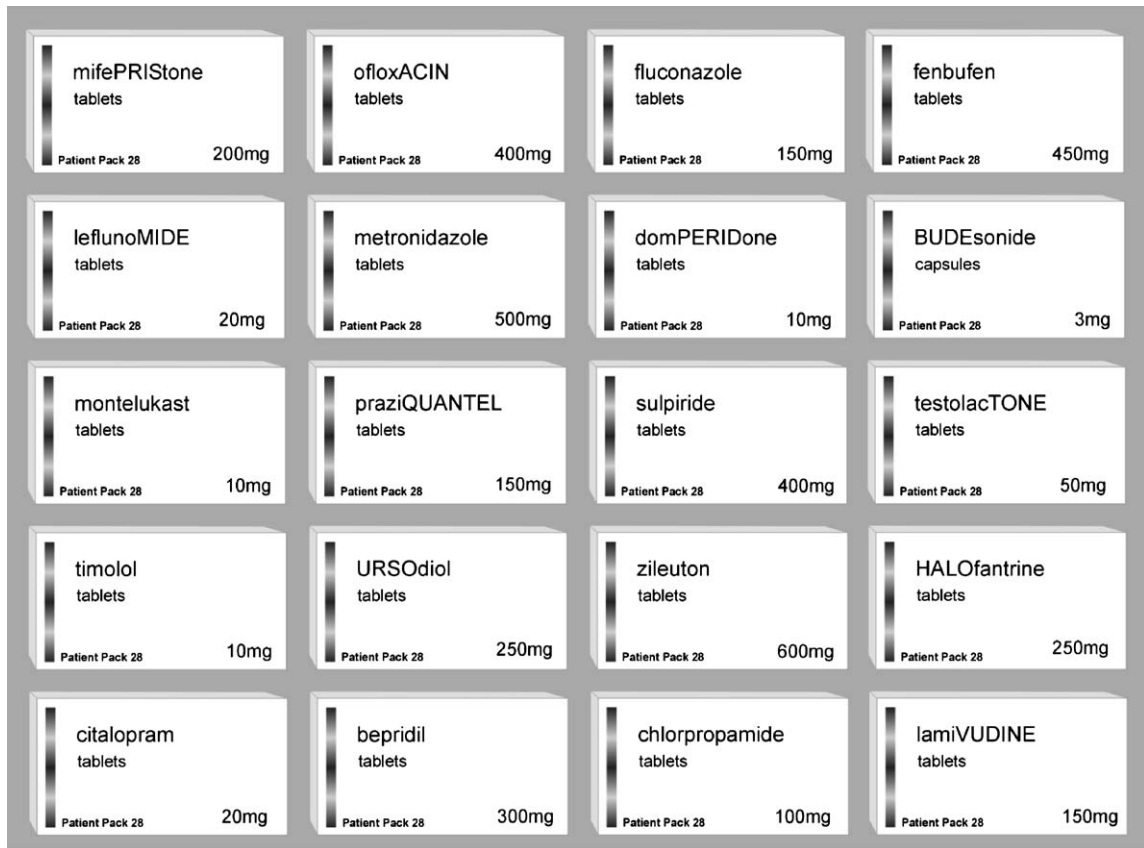 mifePRIStone
tablets
Patient Pack 28 200mg
ofloxACIN
tablets
Patient Pack 28 400mg
fluconazole
tablets
Patient Pack 28 150mg
fenbufen
tablets
Patient Pack 28 450mg
leflunoMIDE
tablets
Patient Pack 28 20mg
metronidazole
tablets
Patient Pack 28 500mg
domPERIDone
tablets
Patient Pack 28 10mg
BUDEsonide
capsules
Patient Pack 28 3mg
montelukast
tablets
Patient Pack 28 10mg
praziQUANTEL
tablets
Patient Pack 28 150mg
sulpiride
tablets
Patient Pack 28 400mg
testolacTONE
tablets
Patient Pack 28 50mg
timolol
tablets
Patient Pack 28 10mg
URSOdiol
tablets
Patient Pack 28 250mg
zileuton
tablets
Patient Pack 28 600mg
HALOfantrine
tablets
Patient Pack 28 250mg
citalopram
tablets
Patient Pack 28 20mg
bepridil
tablets
Patient Pack 28 300mg
chlorpropamide
tablets
Patient Pack 28 100mg
lamiVUDINE
tablets
Patient Pack 28 150mg